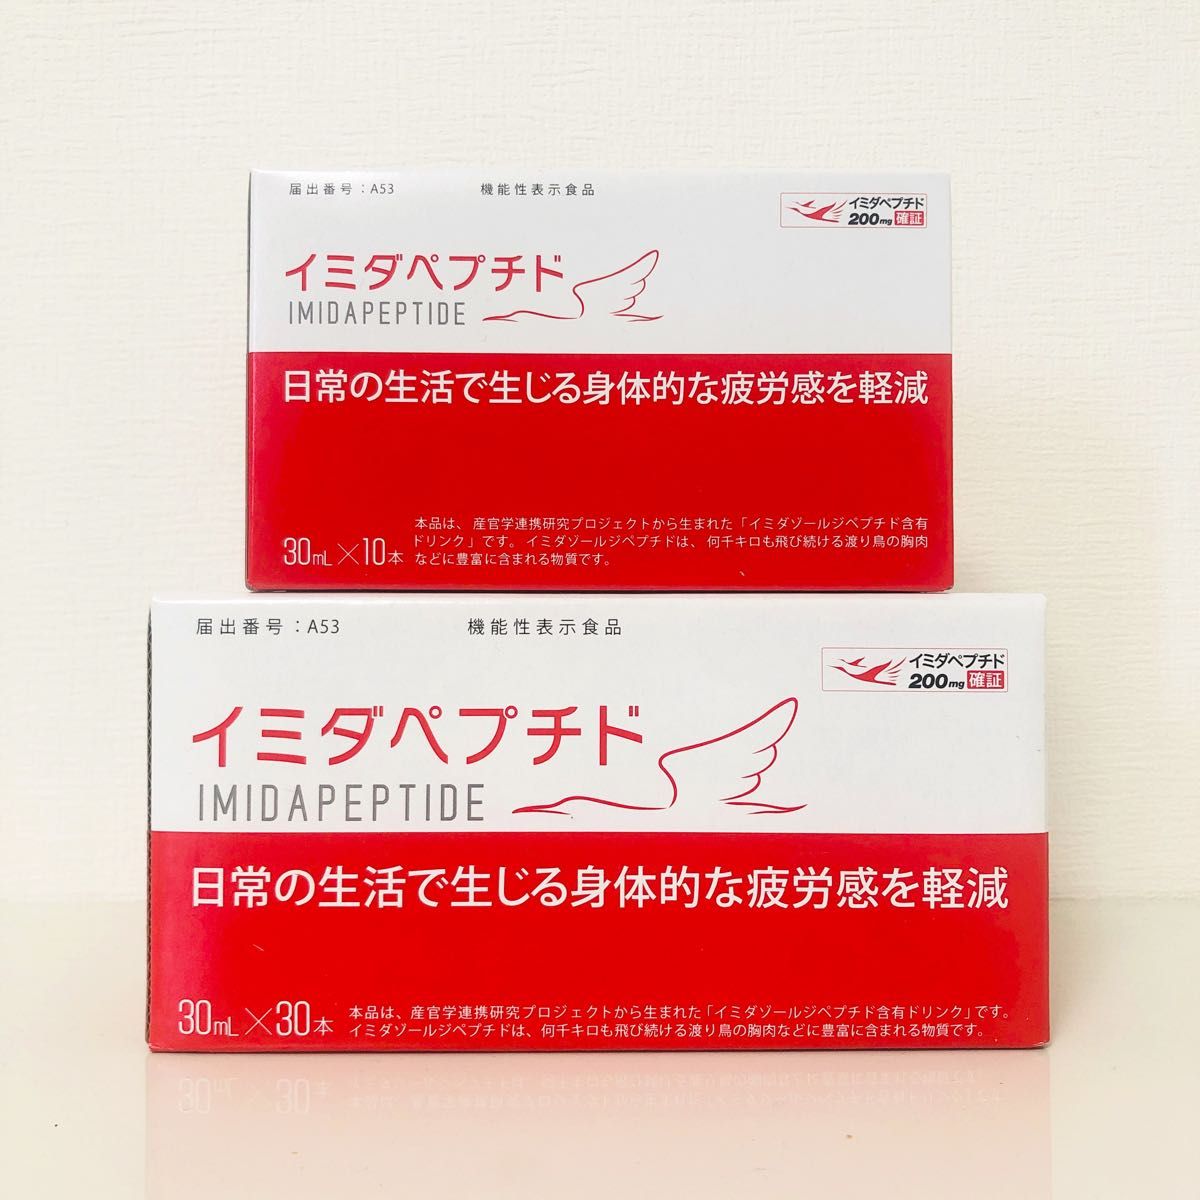 届出番号：A53 機能性表示食品
イミダペプチド
200mg 確証
イミダペプチド
IMIDAPEPTIDE
日常の生活で生じる身体的な疲労感を軽減
本品は、産官学連携研究プロジェクトから生まれた「イミダゾールジペプチド含有
ドリンク」です。イミダゾールジペプチドは、何千キロも飛び続ける渡り鳥の胸肉
などに豊富に含まれる物質です。
30mL×10本
届出番号：A53 機能性表示食品
イミダペプチド
200mg 確証
イミダペプチド
IMIDAPEPTIDE
日常の生活で生じる身体的な疲労感を軽減
30mL×30本
本品は、産官学連携研究プロジェクトから生まれた「イミダゾールジペプチド含有ドリンク」です。
イミダゾールジペプチドは、何千キロも飛び続ける渡り鳥の胸肉などに豊富に含まれる物質です。